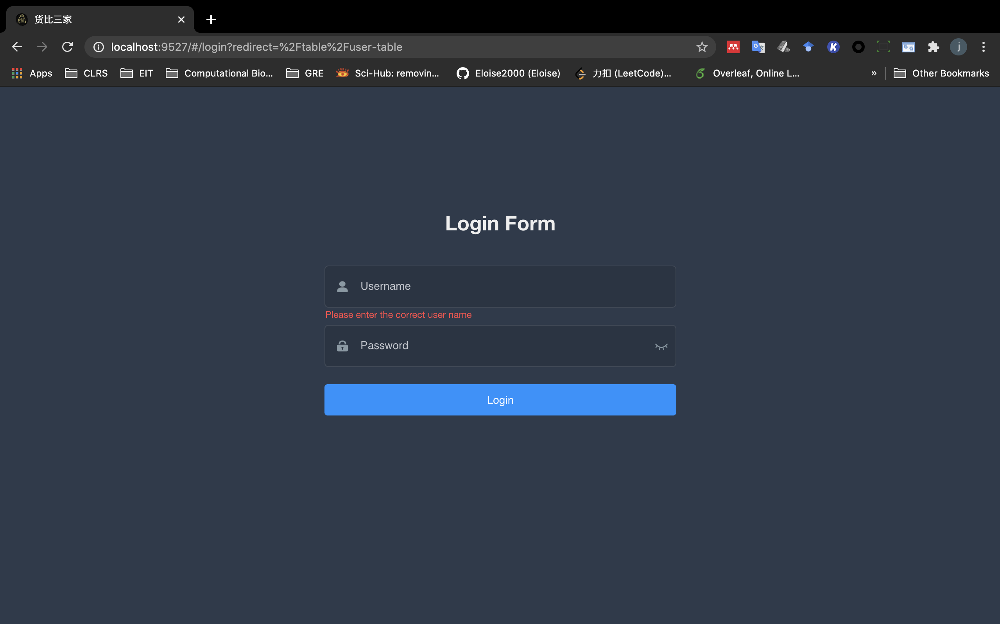 货比三家
localhost:9527/#/login?redirect=%2Ftable%2Fuser-table
j
Apps CLRS EIT Computational Bio... GRE Sci-Hub: removin... Eloise2000 (Eloise) 力扣 (LeetCode)... Overleaf, Online L... » Other Bookmarks
Login Form
Username
Please enter the correct user name
Password
Login